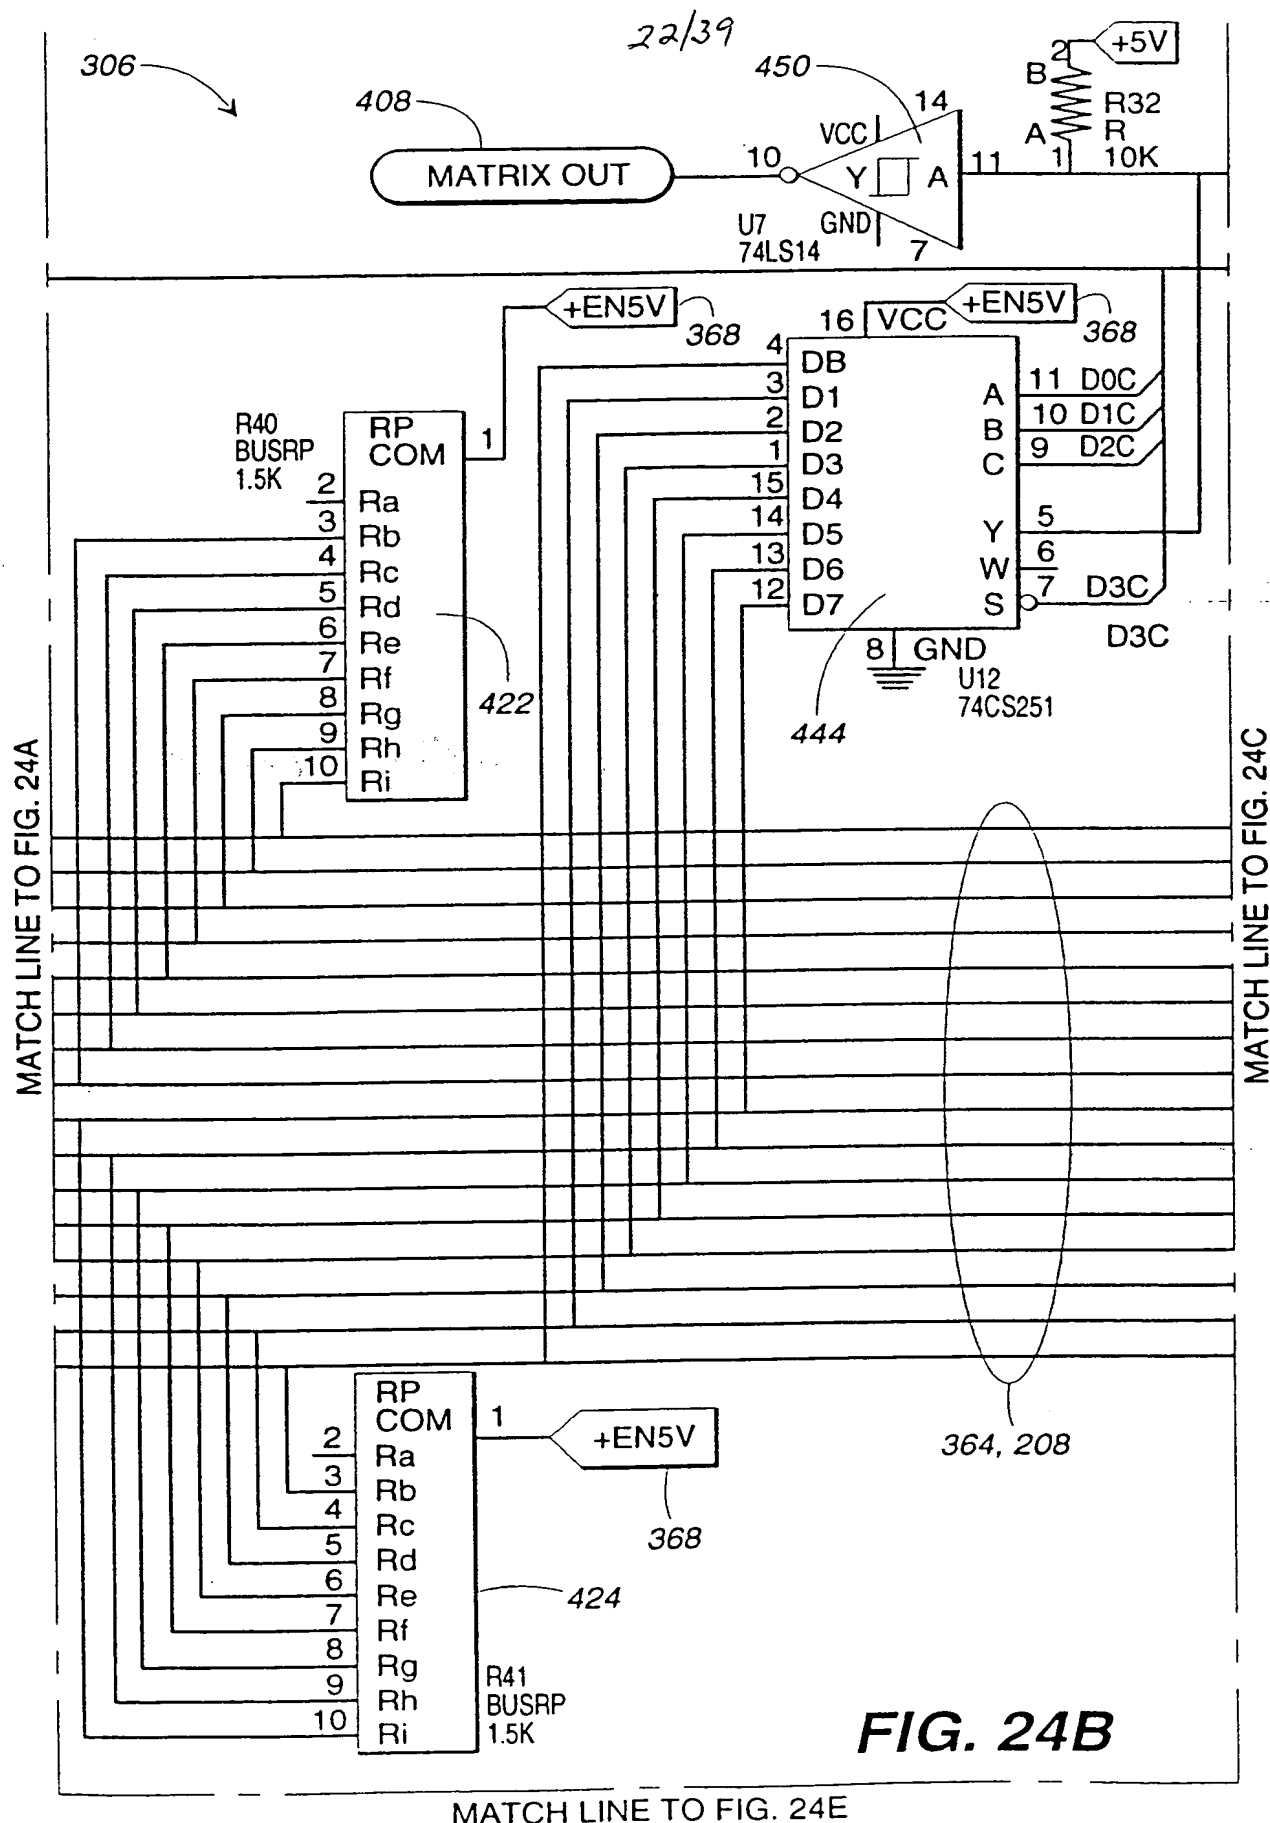 22/39
306
408
450
14
VCC
10
MATRIX OUT
Y
A
11
U7
74LS14
GND
7
2
+5V
B
A
1
R32
R
10K
+EN5V
368
16
VCC
+EN5V
368
4
DB
3
D1
2
D2
1
D3
15
D4
14
D5
13
D6
12
D7
A
11
D0C
B
10
D1C
C
9
D2C
Y
5
W
6
S
7
D3C
D3C
8
GND
U12
74CS251
444
R40
BUSRP
1.5K
RP
COM
1
2
Ra
3
Rb
4
Rc
5
Rd
6
Re
7
Rf
8
Rg
9
Rh
10
Ri
422
MATCH LINE TO FIG. 24A
MATCH LINE TO FIG. 24C
364, 208
RP
COM
1
+EN5V
368
2
Ra
3
Rb
4
Rc
5
Rd
6
Re
7
Rf
8
Rg
9
Rh
10
Ri
424
R41
BUSRP
1.5K
FIG. 24B
MATCH LINE TO FIG. 24E